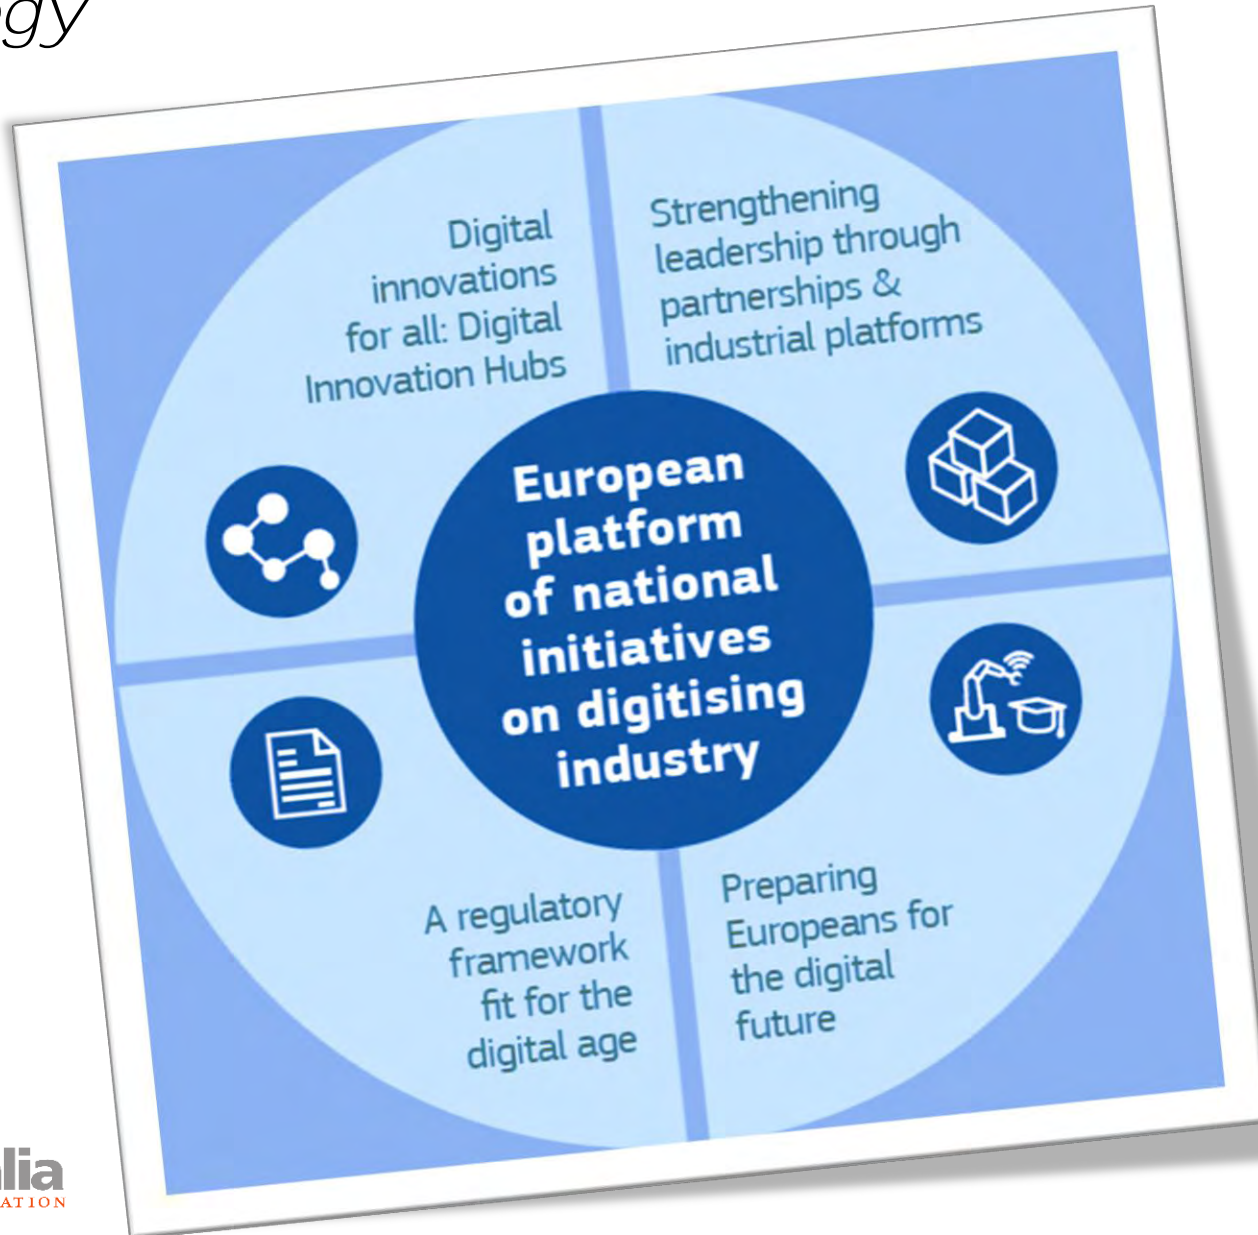 Digital
innovations
for all: Digital
Innovation Hubs
Strengthening
leadership through
partnerships &
industrial platforms
European
platform
of national
initiatives
on digitising
industry
A regulatory
framework
fit for the
digital age
Preparing
Europeans for
the digital
future